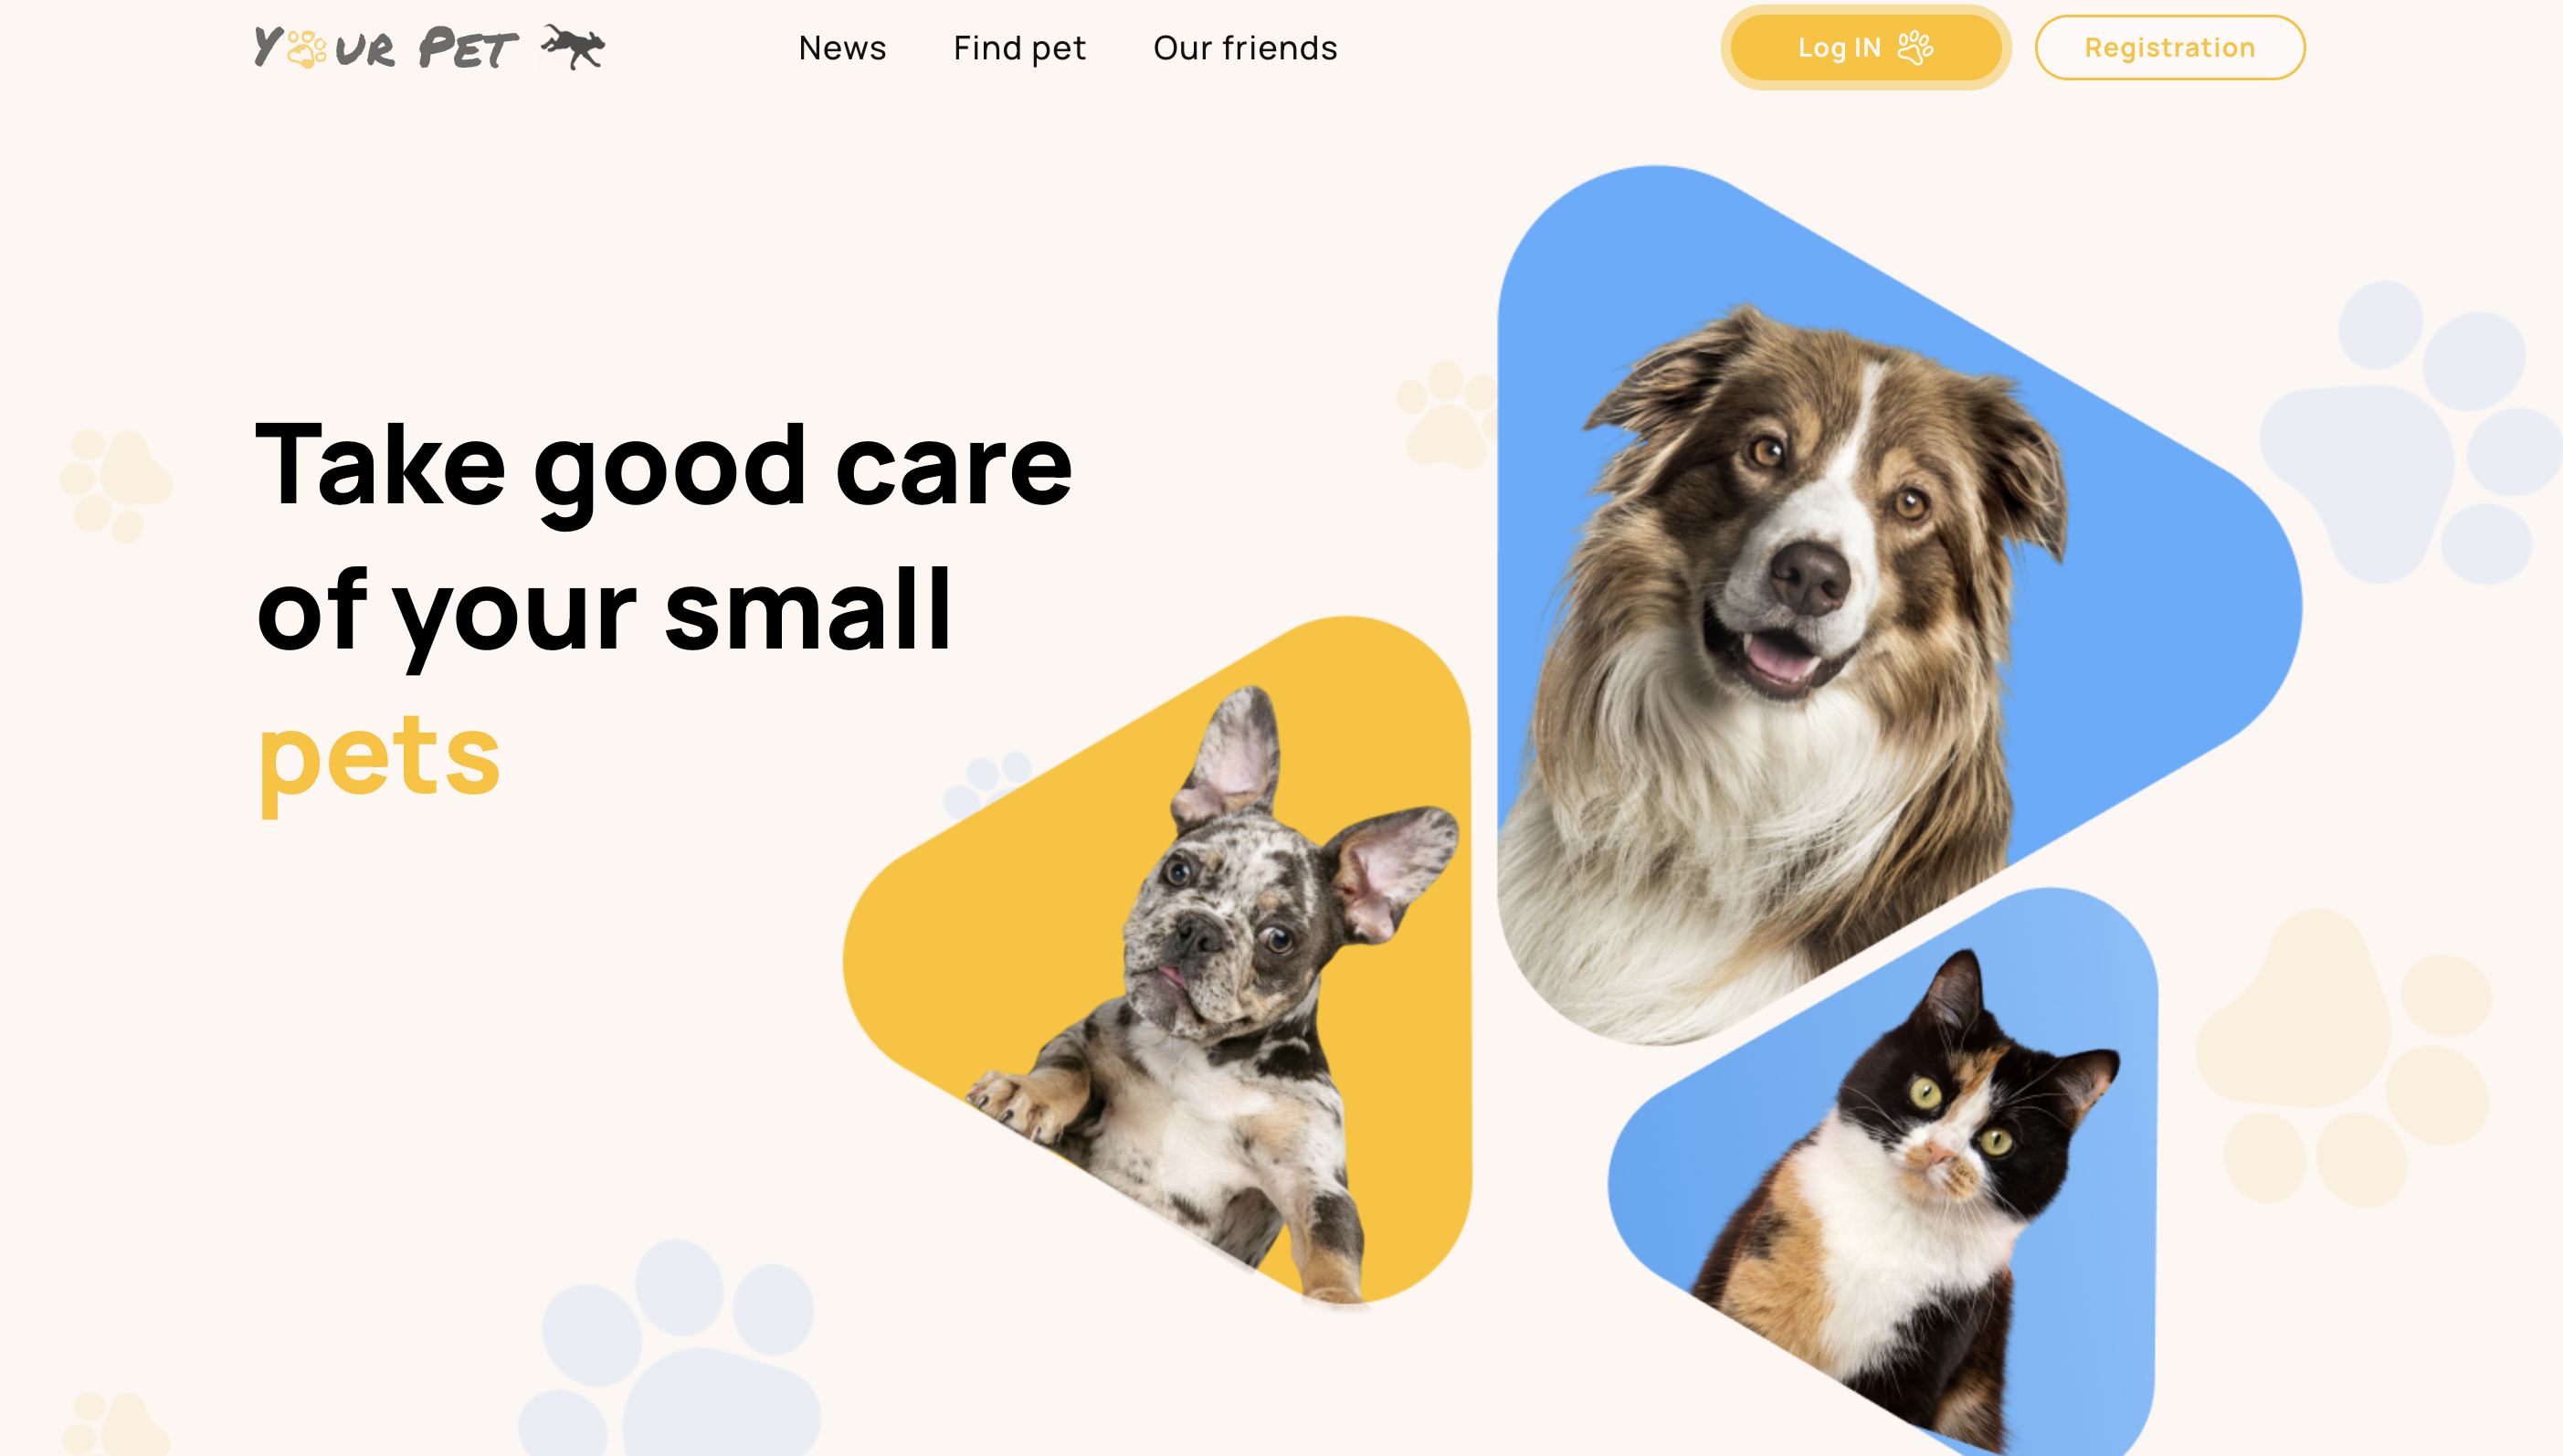 Your Pet
News
Find pet
Our friends
Log IN
Registration
Take good care
of your small
pets